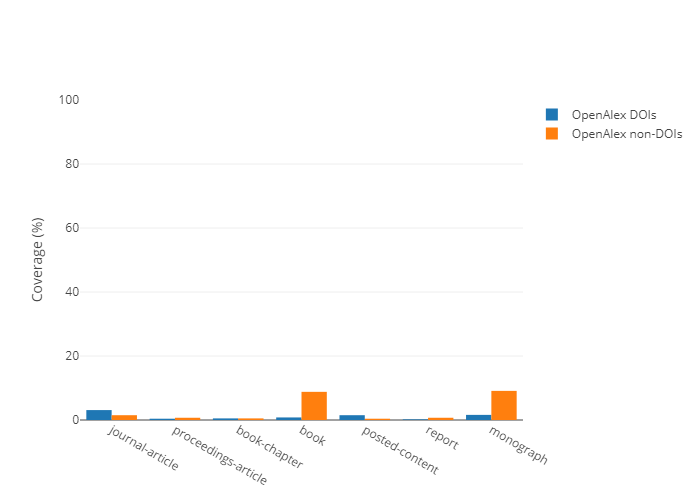 100
80
60
40
20
0
Coverage (%)
journal-article
proceedings-article
book-chapter
book
posted-content
report
monograph
OpenAlex DOIs
OpenAlex non-DOIs